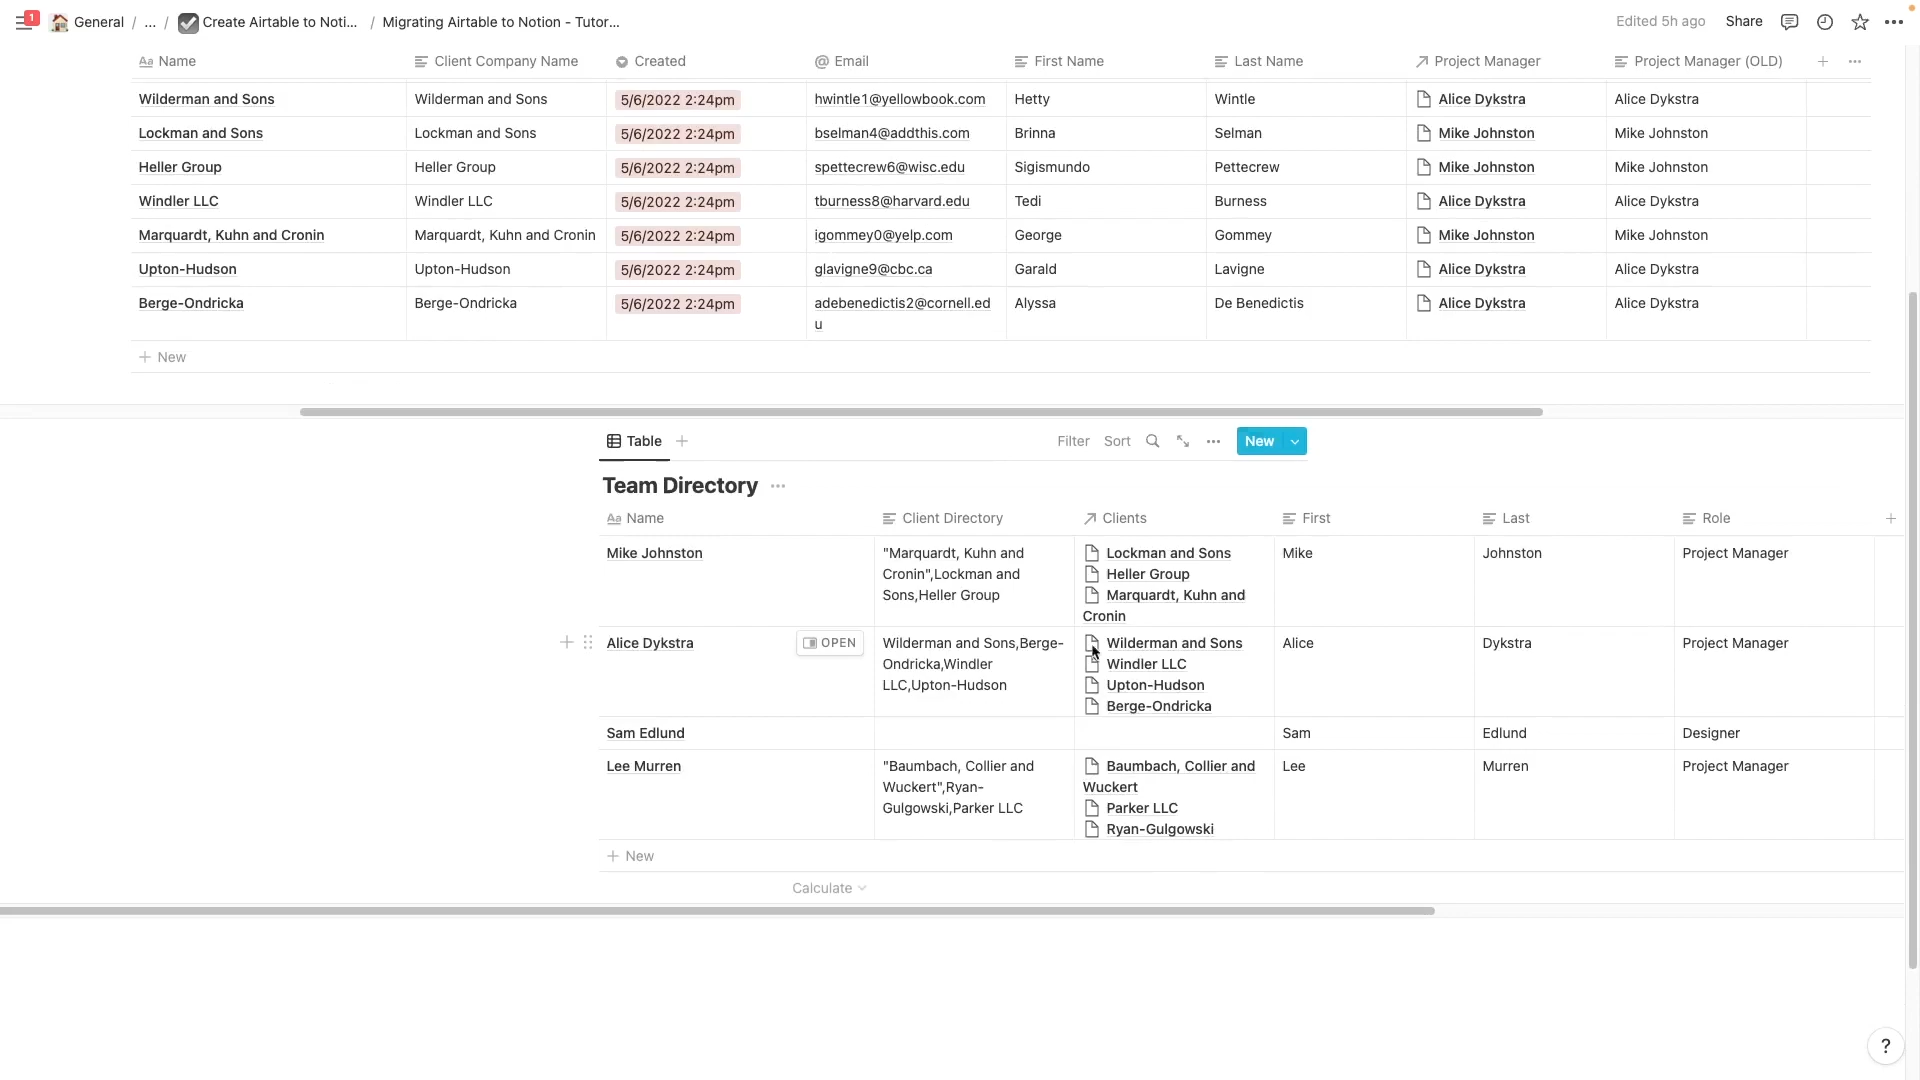 1 General / ... / Create Airtable to Noti... / Migrating Airtable to Notion - Tutor... Edited 5h ago Share
Aa Name Client Company Name Created @ Email First Name Last Name Project Manager Project Manager (OLD)
Wilderman and Sons Wilderman and Sons 5/6/2022 2:24pm hwintle1@yellowbook.com Hetty Wintle Alice Dykstra Alice Dykstra
Lockman and Sons Lockman and Sons 5/6/2022 2:24pm bselman4@addthis.com Brinna Selman Mike Johnston Mike Johnston
Heller Group Heller Group 5/6/2022 2:24pm spettecrew6@wisc.edu Sigismundo Pettecrew Mike Johnston Mike Johnston
Windler LLC Windler LLC 5/6/2022 2:24pm tburness8@harvard.edu Tedi Burness Alice Dykstra Alice Dykstra
Marquardt, Kuhn and Cronin Marquardt, Kuhn and Cronin 5/6/2022 2:24pm igommey0@yelp.com George Gommey Mike Johnston Mike Johnston
Upton-Hudson Upton-Hudson 5/6/2022 2:24pm glavigne9@cbc.ca Garald Lavigne Alice Dykstra Alice Dykstra
Berge-Ondricka Berge-Ondricka 5/6/2022 2:24pm adebenedictis2@cornell.ed Alyssa De Benedictis Alice Dykstra Alice Dykstra
u
+ New
Table + Filter Sort New
Team Directory
Aa Name Client Directory Clients First Last Role
Mike Johnston "Marquardt, Kuhn and Lockman and Sons Mike Johnston Project Manager
Cronin",Lockman and Heller Group
Sons,Heller Group Marquardt, Kuhn and
Cronin
Alice Dykstra OPEN Wilderman and Sons,Berge- Wilderman and Sons Alice Dykstra Project Manager
Ondricka,Windler Windler LLC
LLC,Upton-Hudson Upton-Hudson
Berge-Ondricka
Sam Edlund Sam Edlund Designer
Lee Murren "Baumbach, Collier and Baumbach, Collier and Lee Murren Project Manager
Wuckert",Ryan- Wuckert
Gulgowski,Parker LLC Parker LLC
Ryan-Gulgowski
+ New
Calculate
?